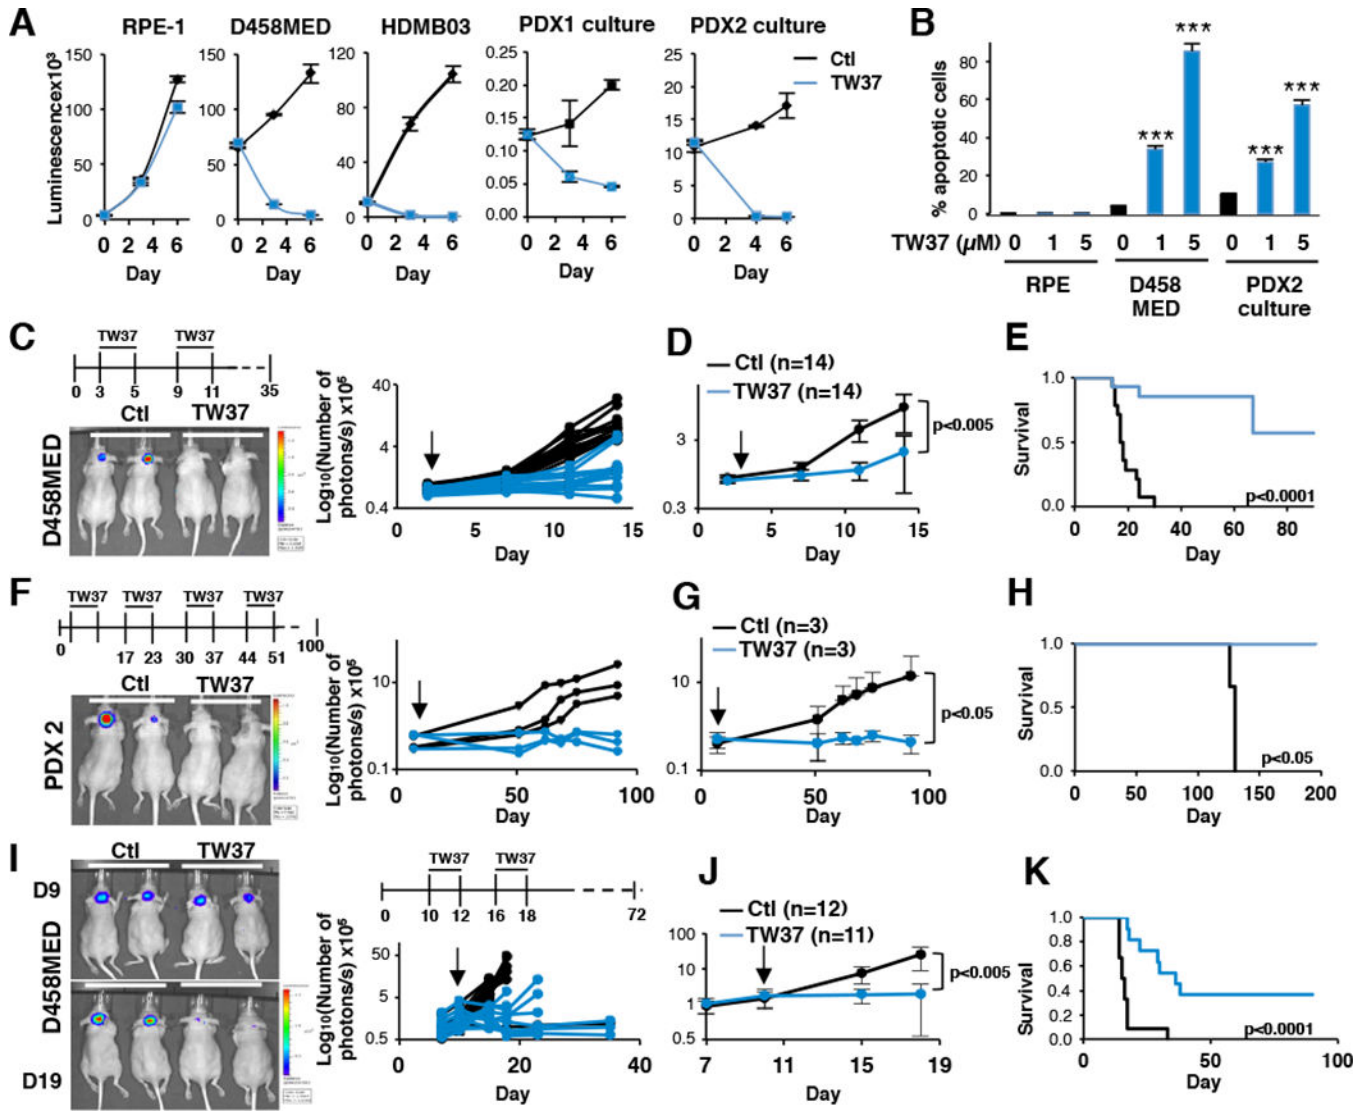 A
RPE-1 D458MED HDMB03 PDX1 culture PDX2 culture
Luminescencex10³
150 100 50 0
200 150 100 50 0
120 80 40 0
0.25 0.20 0.15 0.10 0.05 0.00
25 20 15 10 5 0
Ctl
TW37
0 2 4 6 0 2 4 6 0 2 4 6 0 2 4 6 0 2 4 6
Day Day Day Day Day
B
% apoptotic cells
80
60
40
20
0
*** *** *** ***
TW37 (µM) 0 1 5 0 1 5 0 1 5
RPE D458 MED PDX2 culture
C
TW37 TW37
0 3 5 9 11 35
Ctl TW37
D458MED
Log10(Number of photons/s) x10⁵
40
4
0.4
0 5 10 15
Day
D
Ctl (n=14)
TW37 (n=14)
p<0.005
3
0.3
0 5 10 15
Day
E
Survival
1.0
0.5
0.0
p<0.0001
0 20 40 60 80
Day
F
TW37 TW37 TW37 TW37
0 17 23 30 37 44 51 100
Ctl TW37
PDX 2
Log10(Number of photons/s) x10⁵
10
0.1
0 50 100
Day
G
Ctl (n=3)
TW37 (n=3)
p<0.05
10
0.1
0 50 100
Day
H
Survival
1.0
0.5
0.0
p<0.05
0 50 100 150 200
Day
I
Ctl TW37
D9
D458MED
D19
TW37 TW37
0 10 12 16 18 72
Log10(Number of photons/s) x10⁵
50
5
0.5
0 20 40
Day
J
Ctl (n=12)
TW37 (n=11)
p<0.005
100
10
1
0.5
7 11 15 19
Day
K
Survival
1.0
0.8
0.6
0.4
0.2
0
p<0.0001
0 50 100
Day